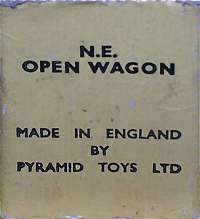 N.E.
OPEN WAGON
MADE IN ENGLAND
BY
PYRAMID TOYS LTD